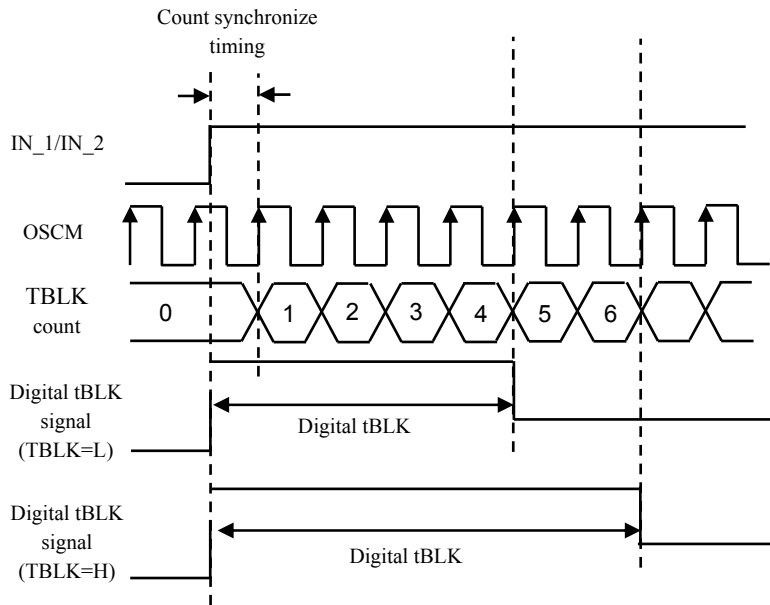 Count synchronize
timing
IN_1/IN_2
OSCM
TBLK
count
0 1 2 3 4 5 6
Digital tBLK
signal
(TBLK=L)
Digital tBLK
Digital tBLK
signal
(TBLK=H)
Digital tBLK